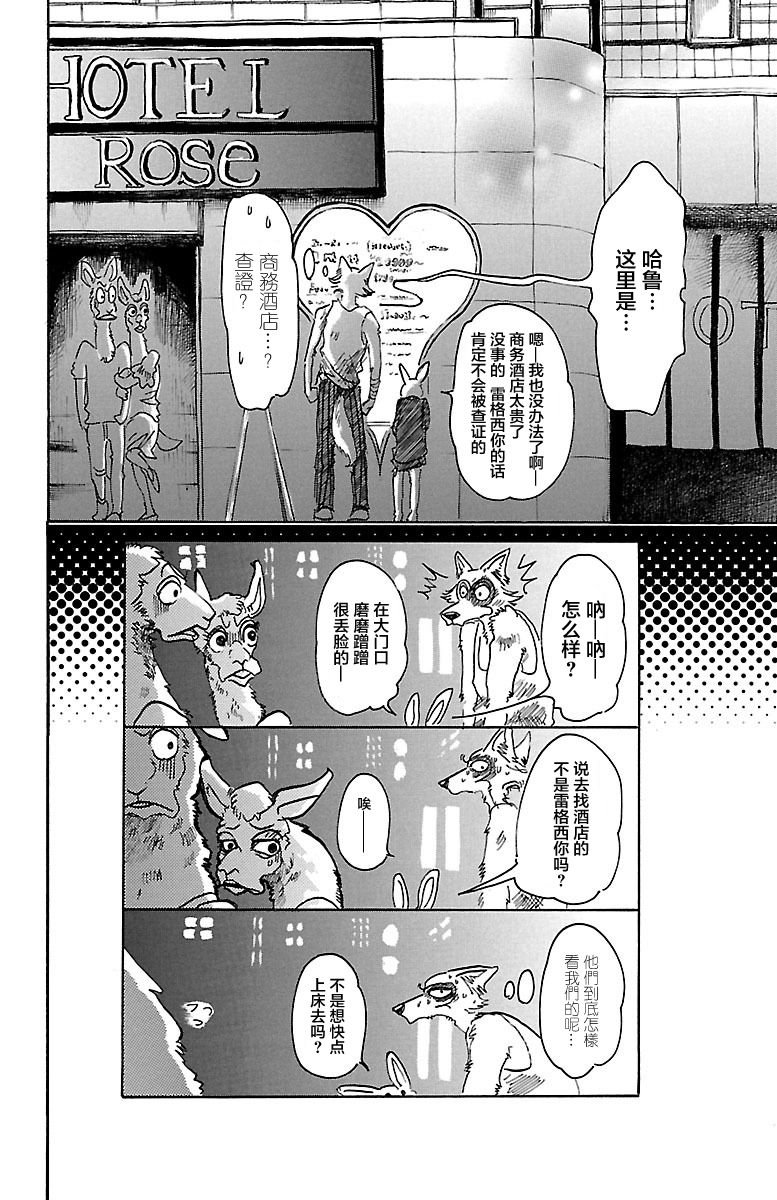 HOTEL
Rose
哈鲁…
这里是…
嗯—我也没办法了啊—
商务酒店太贵了
没事的 雷格西你的话
肯定不会被查证的
商務酒店…?
查證?
呐—呐—
怎么样?
在大门口
磨磨蹭蹭
很丢脸的—
说去找酒店的
不是雷格西你吗?
唉—
他們到底怎樣
看我們的呢…
不是想快点
上床去吗?